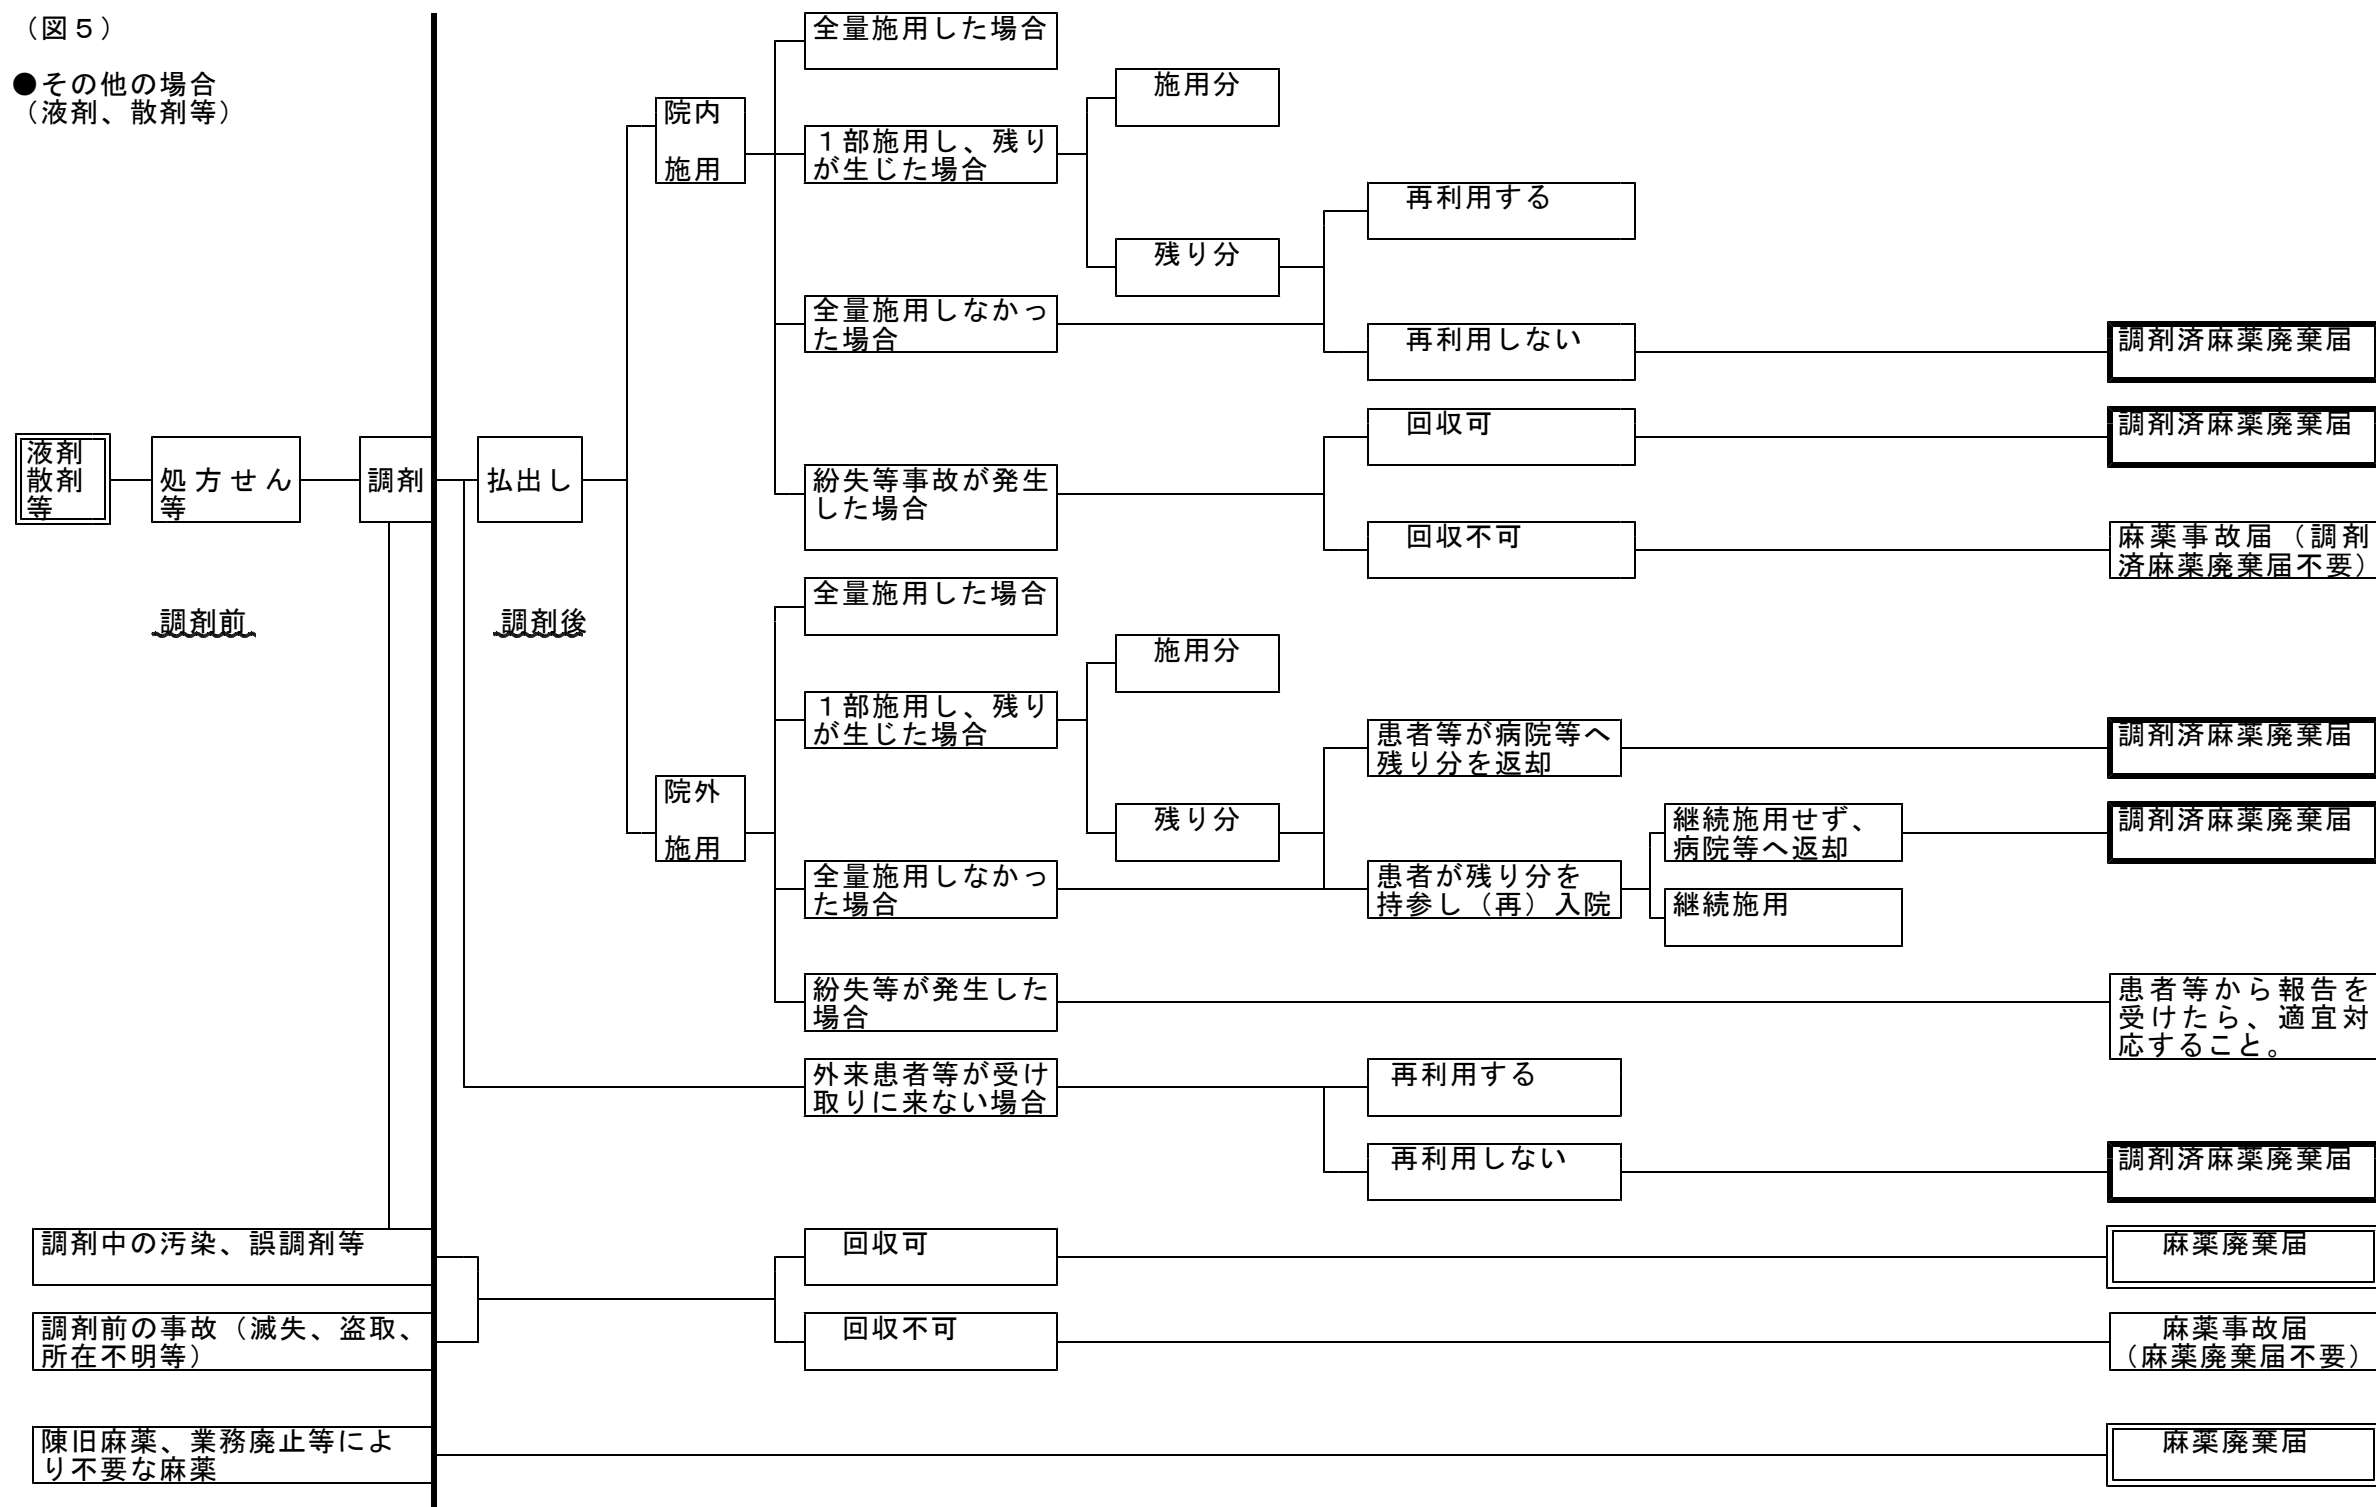 （図５）
●その他の場合
（液剤、散剤等）
液剤
散剤
等
処方せん
等
調剤
払出し
調剤前
調剤後
院内
施用
全量施用した場合
１部施用し、残り
が生じた場合
施用分
残り分
再利用する
全量施用しなかっ
た場合
再利用しない
調剤済麻薬廃棄届
紛失等事故が発生
した場合
回収可
調剤済麻薬廃棄届
回収不可
麻薬事故届（調剤
済麻薬廃棄届不要）
院外
施用
全量施用した場合
１部施用し、残り
が生じた場合
施用分
残り分
患者等が病院等へ
残り分を返却
調剤済麻薬廃棄届
全量施用しなかっ
た場合
患者が残り分を
持参し（再）入院
継続施用せず、
病院等へ返却
調剤済麻薬廃棄届
継続施用
紛失等が発生した
場合
患者等から報告を
受けたら、適宜対
応すること。
外来患者等が受け
取りに来ない場合
再利用する
再利用しない
調剤済麻薬廃棄届
調剤中の汚染、誤調剤等
回収可
麻薬廃棄届
調剤前の事故（滅失、盗取、
所在不明等）
回収不可
麻薬事故届
（麻薬廃棄届不要）
陳旧麻薬、業務廃止等によ
り不要な麻薬
麻薬廃棄届